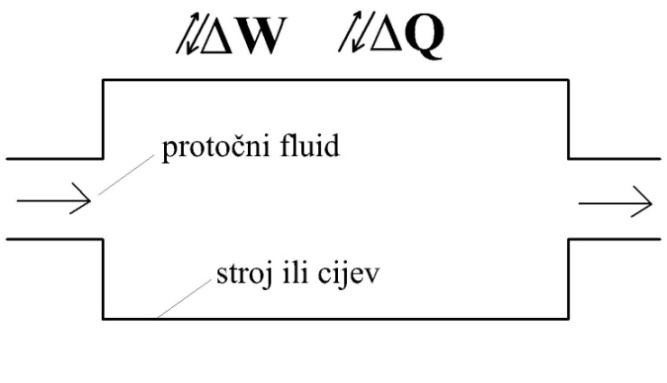 ΔW ΔQ
protočni fluid
stroj ili cijev